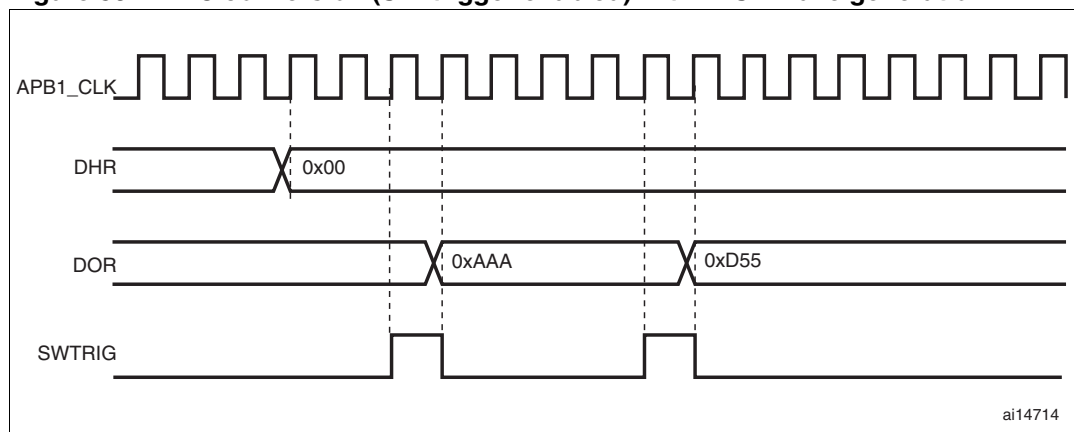 APB1_CLK
DHR
0x00
DOR
0xAAA
0xD55
SWTRIG
ai14714